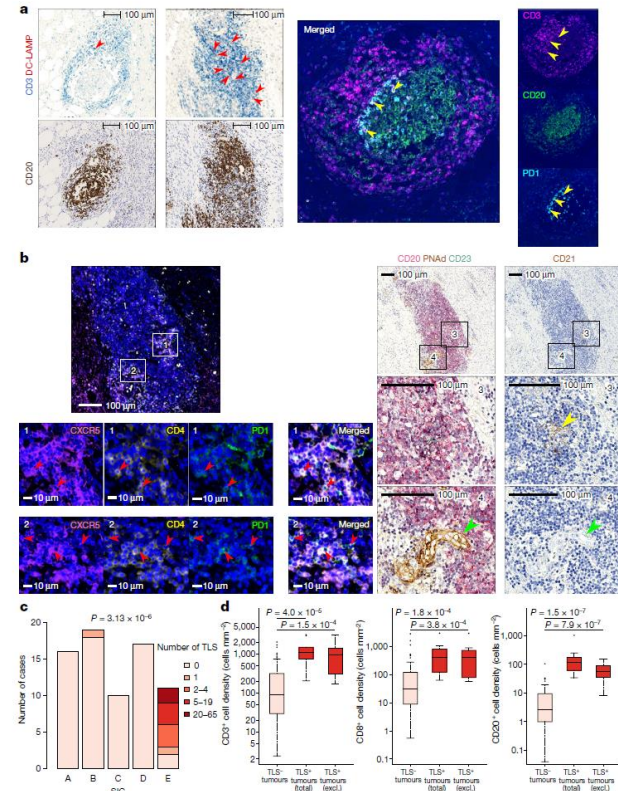 a
100 μm
100 μm
CD3 DC-LAMP
CD20
100 μm
100 μm
Merged
CD3
CD20
PD1
b
1
2
100 μm
1
CXCR5
10 μm
1
CD4
10 μm
1
PD1
10 μm
1
Merged
10 μm
2
CXCR5
10 μm
2
CD4
10 μm
2
PD1
10 μm
2
Merged
10 μm
CD20 PNAd CD23
CD21
100 μm
100 μm
3
4
3
4
100 μm
3
100 μm
3
100 μm
4
100 μm
4
c
P = 3.13 × 10⁻⁶
Number of cases
20
15
10
5
0
A B C D E
Number of TLS
0
1
2–4
5–19
20–65
d
P = 4.0 × 10⁻⁵
P = 1.5 × 10⁻⁴
CD3⁺ cell density (cells mm⁻²)
5,000
3,000
1,000
500
200
100
50
20
10
5
2
TLS⁻ tumours
TLS⁺ tumours (total)
TLS⁺ tumours (excl.)
P = 1.8 × 10⁻⁴
P = 3.8 × 10⁻⁴
CD8⁺ cell density (cells mm⁻²)
1,000
100
10
1
0.1
TLS⁻ tumours
TLS⁺ tumours (total)
TLS⁺ tumours (excl.)
P = 1.5 × 10⁻⁷
P = 7.9 × 10⁻⁷
CD20⁺ cell density (cells mm⁻²)
1,000
100
10
1
0.1
TLS⁻ tumours
TLS⁺ tumours (total)
TLS⁺ tumours (excl.)